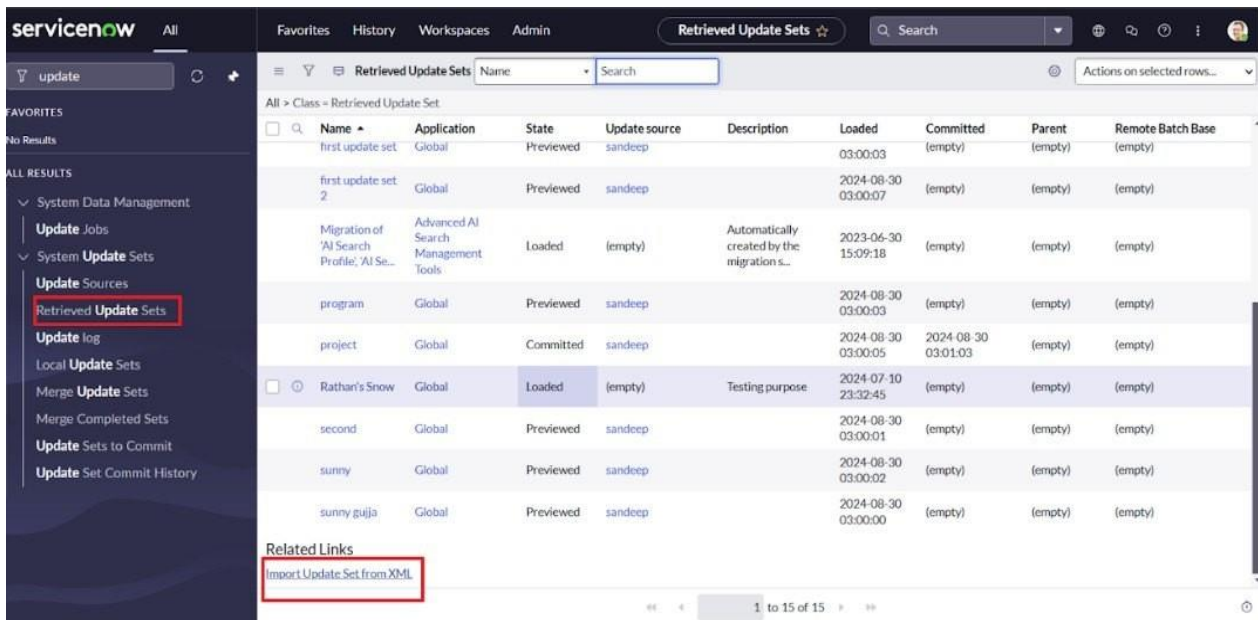 servicenow All Favorites History Workspaces Admin Retrieved Update Sets Search
update
Retrieved Update Sets Name Search Actions on selected rows...
FAVORITES
No Results
ALL RESULTS
System Data Management
Update Jobs
System Update Sets
Update Sources
Retrieved Update Sets
Update log
Local Update Sets
Merge Update Sets
Merge Completed Sets
Update Sets to Commit
Update Set Commit History
All > Class = Retrieved Update Set
Name Application State Update source Description Loaded Committed Parent Remote Batch Base
first update set Global Previewed sandeep 03:00:03 (empty) (empty) (empty)
first update set 2 Global Previewed sandeep 2024-08-30 03:00:07 (empty) (empty) (empty)
Migration of 'AI Search Profile', 'AI Se... Advanced AI Search Management Tools Loaded (empty) Automatically created by the migration s... 2023-06-30 15:09:18 (empty) (empty) (empty)
program Global Previewed sandeep 2024-08-30 03:00:03 (empty) (empty) (empty)
project Global Committed sandeep 2024-08-30 03:00:05 2024-08-30 03:01:03 (empty) (empty)
Rathan's Snow Global Loaded (empty) Testing purpose 2024-07-10 23:32:45 (empty) (empty) (empty)
second Global Previewed sandeep 2024-08-30 03:00:01 (empty) (empty) (empty)
sunny Global Previewed sandeep 2024-08-30 03:00:02 (empty) (empty) (empty)
sunny gujja Global Previewed sandeep 2024-08-30 03:00:00 (empty) (empty) (empty)
Related Links
Import Update Set from XML
1 to 15 of 15